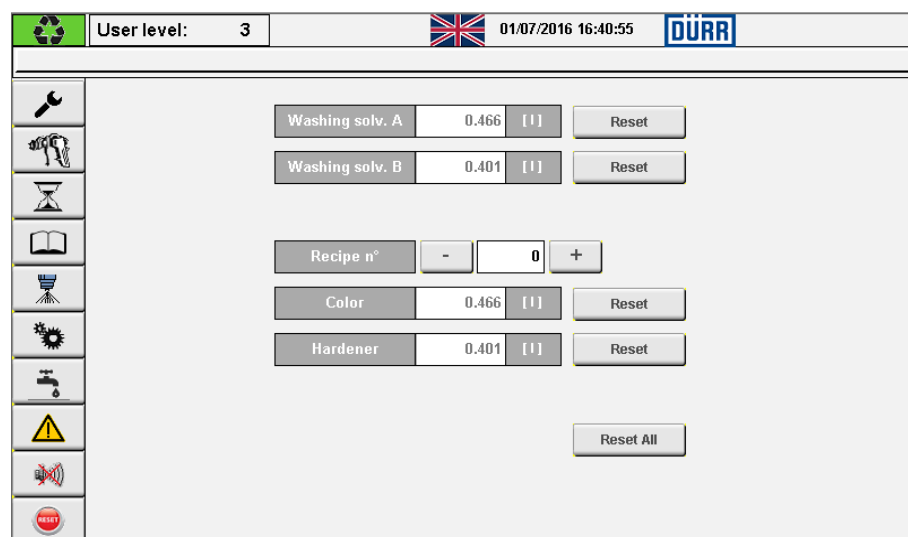 User level: 3 01/07/2016 16:40:55 DÜRR
Washing solv. A 0.466 [l] Reset
Washing solv. B 0.401 [l] Reset
Recipe n° - 0 +
Color 0.466 [l] Reset
Hardener 0.401 [l] Reset
Reset All
RESET